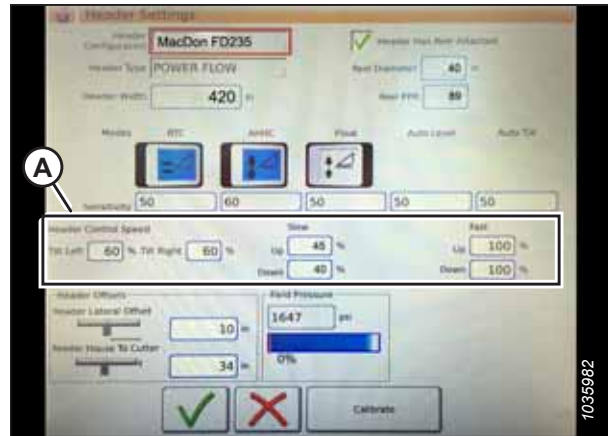 Header Settings
Header Configuration MacDon FD235 Header Has Reel Attached
Header Type POWER FLOW Reel Diameter 40 in
Header Width 420 in Reel PPR 89
Modes RTC AHHC Float Auto Level Auto Tilt
A
Sensitivity 50 60 50 50 50
Header Control Speed Slow Fast
Tilt Left 60 % Tilt Right 60 % Up 45 % Up 100 %
Down 40 % Down 100 %
Header Offsets Field Pressure
Header Lateral Offset 10 in 1647 psi
Feeder House To Cutter 34 in 0%
Calibrate
1035982